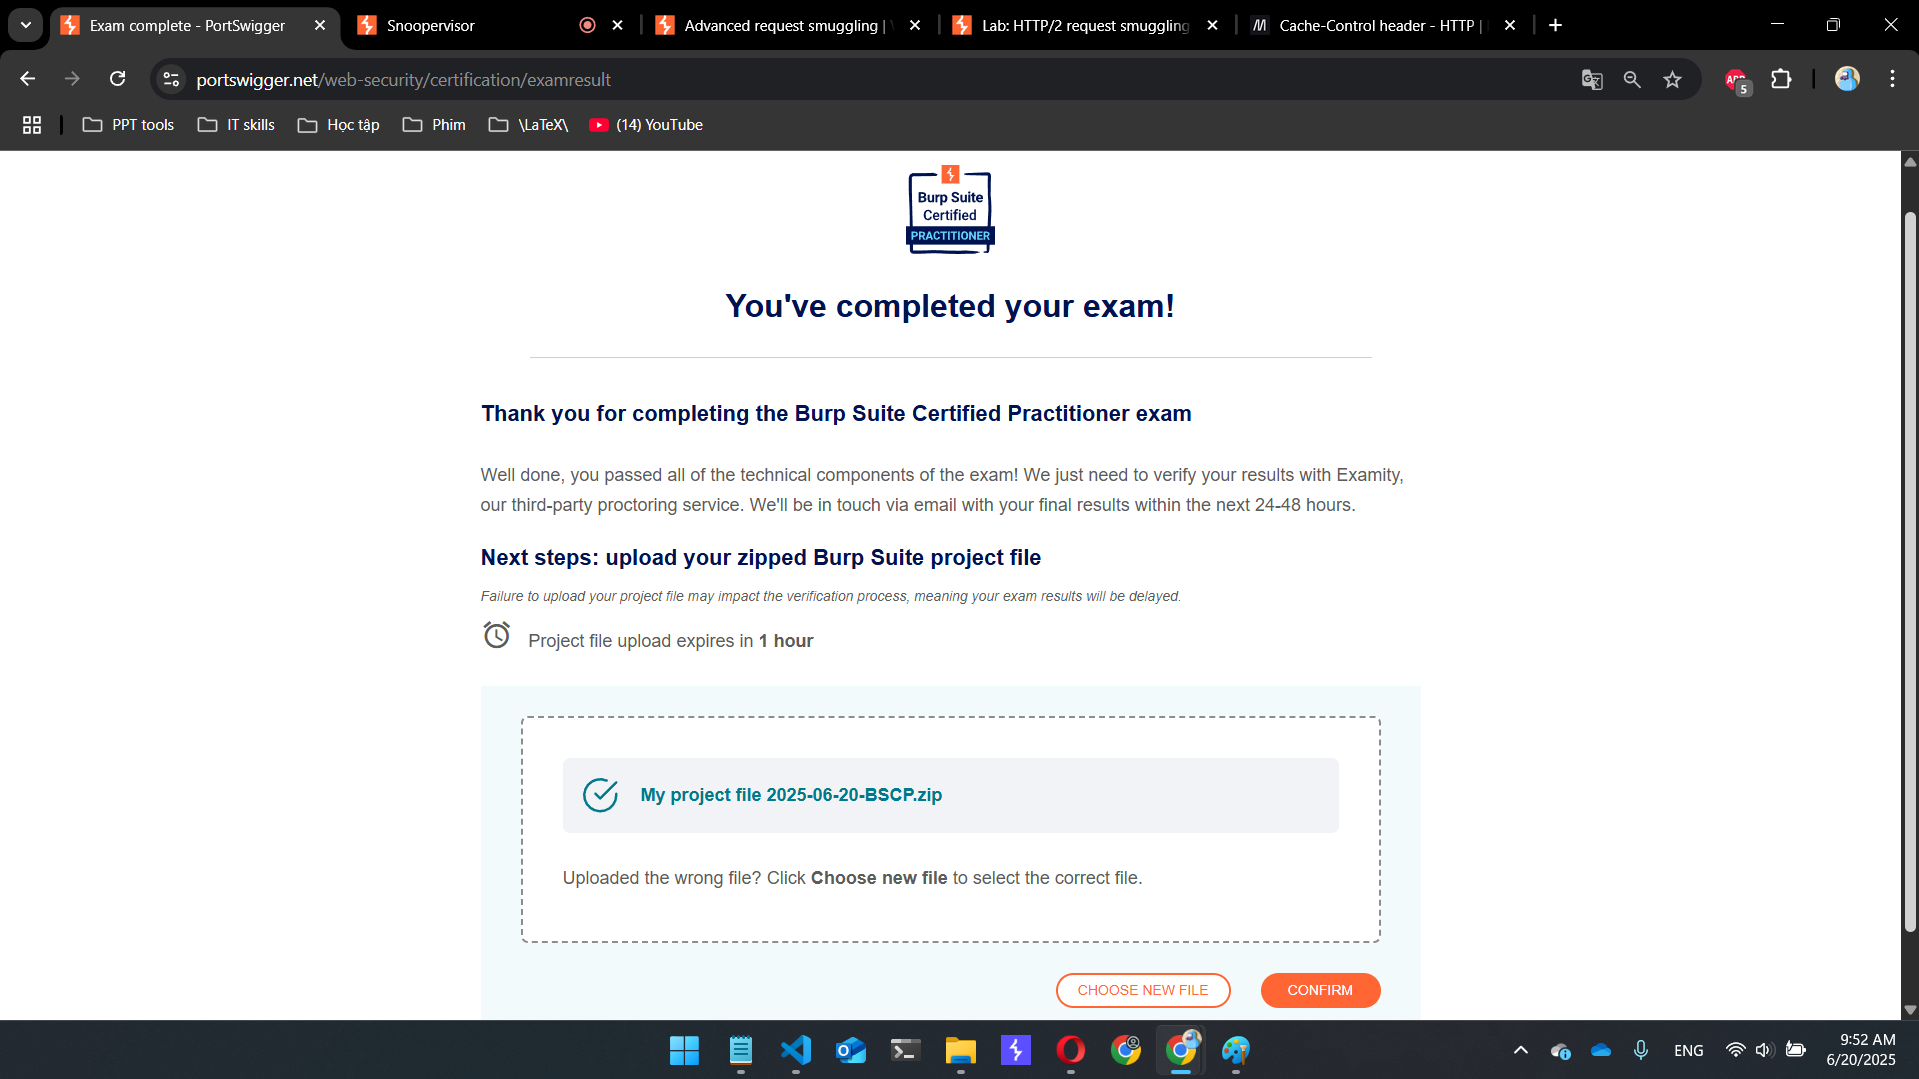 Exam complete - PortSwigger
Snoopervisor
Advanced request smuggling |
Lab: HTTP/2 request smuggling
Cache-Control header - HTTP |
portswigger.net/web-security/certification/examresult
ABP
5
PPT tools
IT skills
Học tập
Phim
\LaTeX\
(14) YouTube
Burp Suite
Certified
PRACTITIONER
You've completed your exam!
Thank you for completing the Burp Suite Certified Practitioner exam
Well done, you passed all of the technical components of the exam! We just need to verify your results with Examity,
our third-party proctoring service. We'll be in touch via email with your final results within the next 24-48 hours.
Next steps: upload your zipped Burp Suite project file
Failure to upload your project file may impact the verification process, meaning your exam results will be delayed.
Project file upload expires in 1 hour
My project file 2025-06-20-BSCP.zip
Uploaded the wrong file? Click Choose new file to select the correct file.
CHOOSE NEW FILE
CONFIRM
ENG
9:52 AM
6/20/2025